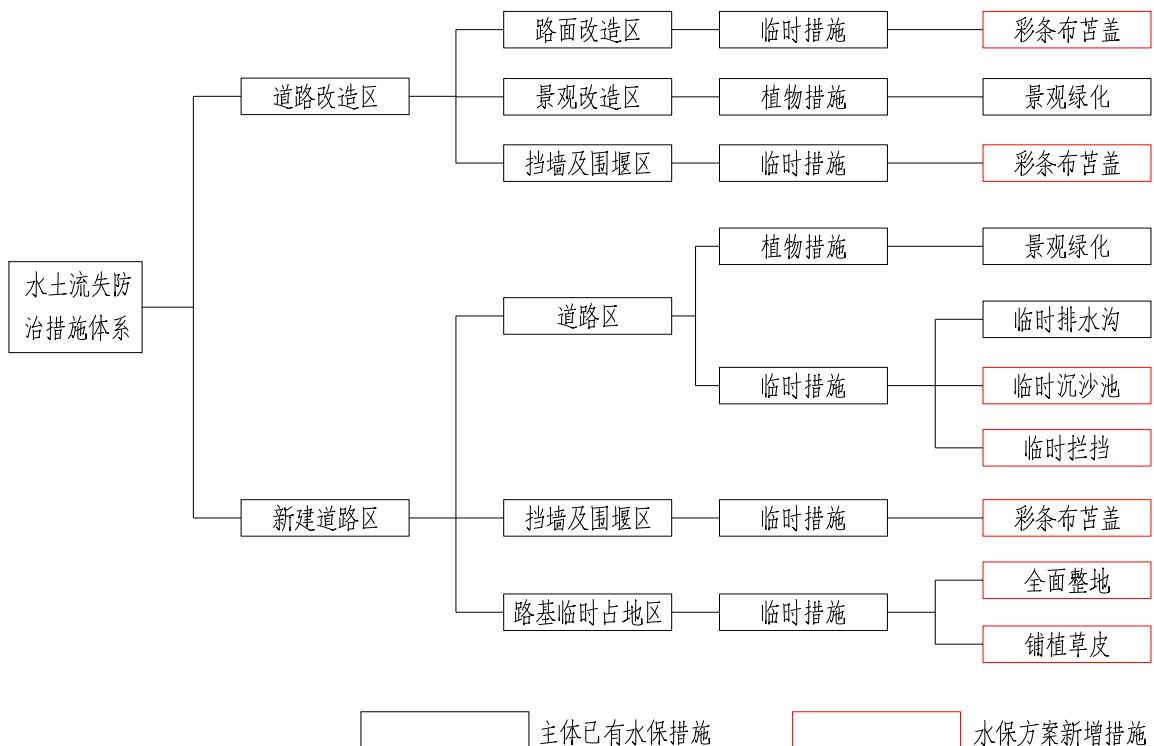 水土流失防
治措施体系
道路改造区
路面改造区
临时措施
彩条布苫盖
景观改造区
植物措施
景观绿化
挡墙及围堰区
临时措施
彩条布苫盖
新建道路区
道路区
植物措施
景观绿化
临时措施
临时排水沟
临时沉沙池
临时拦挡
挡墙及围堰区
临时措施
彩条布苫盖
路基临时占地区
临时措施
全面整地
铺植草皮
主体已有水保措施
水保方案新增措施